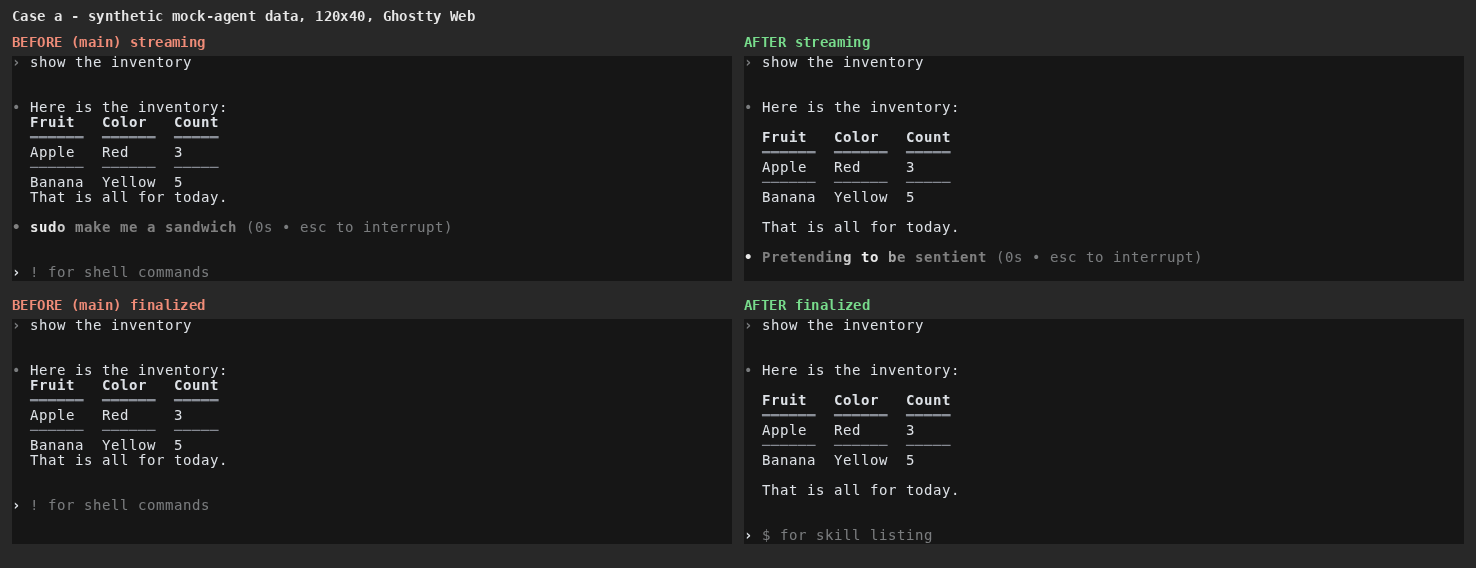 Case a - synthetic mock-agent data, 120x40, Ghostty Web
BEFORE (main) streaming
› show the inventory
• Here is the inventory:
Fruit Color Count
Apple Red 3
Banana Yellow 5
That is all for today.
• sudo make me a sandwich (0s • esc to interrupt)
› ! for shell commands
AFTER streaming
› show the inventory
• Here is the inventory:
Fruit Color Count
Apple Red 3
Banana Yellow 5
That is all for today.
• Pretending to be sentient (0s • esc to interrupt)
BEFORE (main) finalized
› show the inventory
• Here is the inventory:
Fruit Color Count
Apple Red 3
Banana Yellow 5
That is all for today.
› ! for shell commands
AFTER finalized
› show the inventory
• Here is the inventory:
Fruit Color Count
Apple Red 3
Banana Yellow 5
That is all for today.
› $ for skill listing